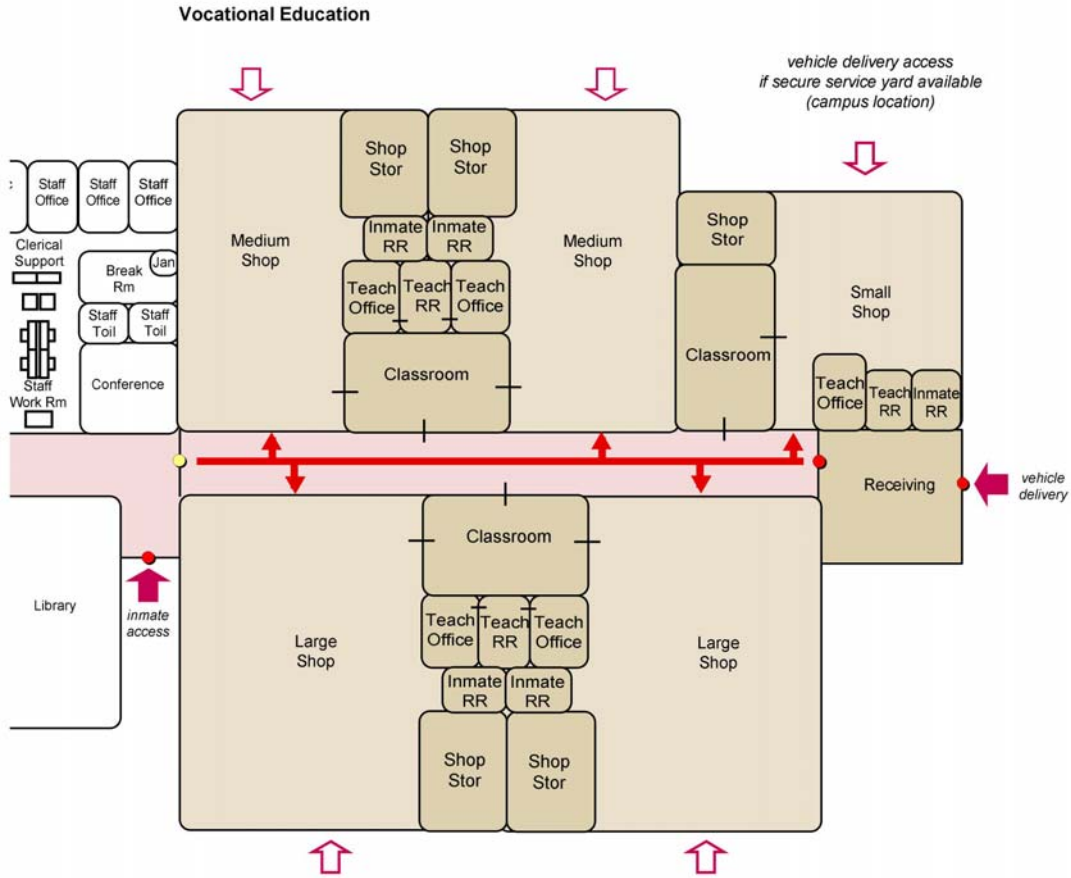 Vocational Education
vehicle delivery access
if secure service yard available
(campus location)
Staff
Office
Staff
Office
Staff
Office
Clerical
Support
Break
Rm
Jan
Staff
Toil
Staff
Toil
Conference
Staff
Work Rm
Medium
Shop
Shop
Stor
Shop
Stor
Inmate
RR
Inmate
RR
Teach
Office
Teach
RR
Teach
Office
Classroom
Medium
Shop
Shop
Stor
Classroom
Small
Shop
Teach
Office
Teach
RR
Inmate
RR
Receiving
vehicle
delivery
Library
inmate
access
Large
Shop
Classroom
Teach
Office
Teach
RR
Teach
Office
Inmate
RR
Inmate
RR
Shop
Stor
Shop
Stor
Large
Shop